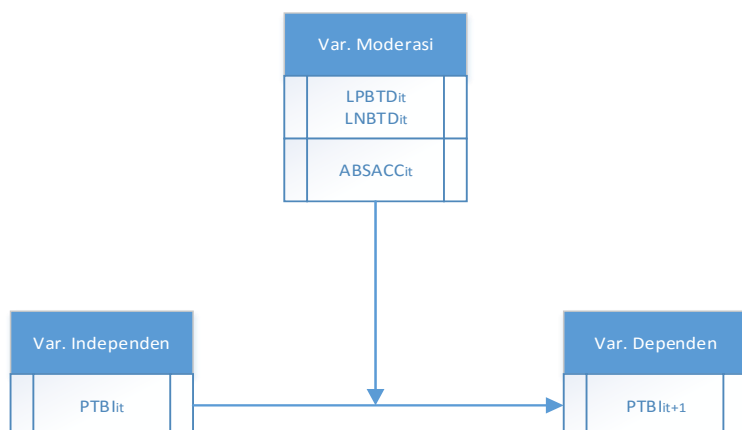 Var. Moderasi
LPBTDit
LNBTDit
ABSACCit
Var. Independen
Var. Dependen
PTBIit
PTBIit+1